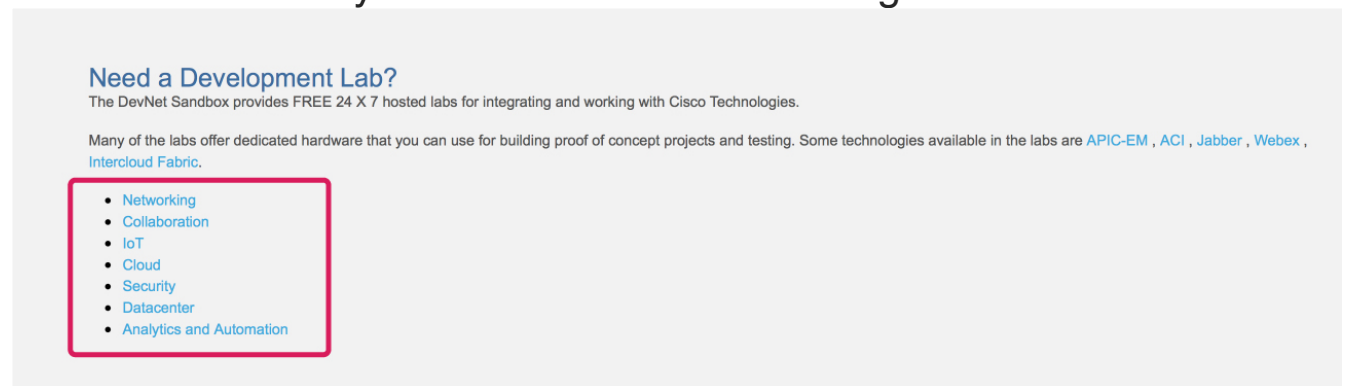 Need a Development Lab?
The DevNet Sandbox provides FREE 24 X 7 hosted labs for integrating and working with Cisco Technologies.
Many of the labs offer dedicated hardware that you can use for building proof of concept projects and testing. Some technologies available in the labs are APIC-EM , ACI , Jabber , Webex ,
Intercloud Fabric.
• Networking
• Collaboration
• IoT
• Cloud
• Security
• Datacenter
• Analytics and Automation